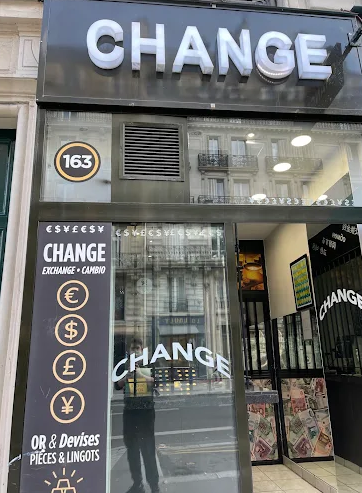 CHANGE
163
€$¥£€$¥
€$¥£€$¥
CHANGE
EXCHANGE • CAMBIO
€
$
£
¥
OR & Devises
PIÈCES & LINGOTS
CHANGE
CHANGE